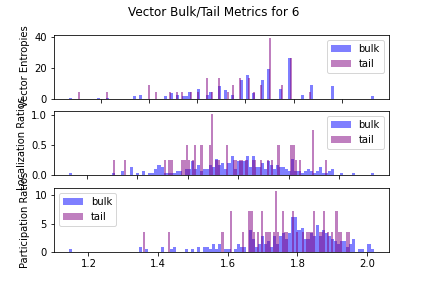 Vector Bulk/Tail Metrics for 6
Vector Entropies
40
20
0
bulk
tail
Localization Ratios
1.0
0.5
0.0
bulk
tail
Participation Ratios
10
5
0
bulk
tail
1.2 1.4 1.6 1.8 2.0